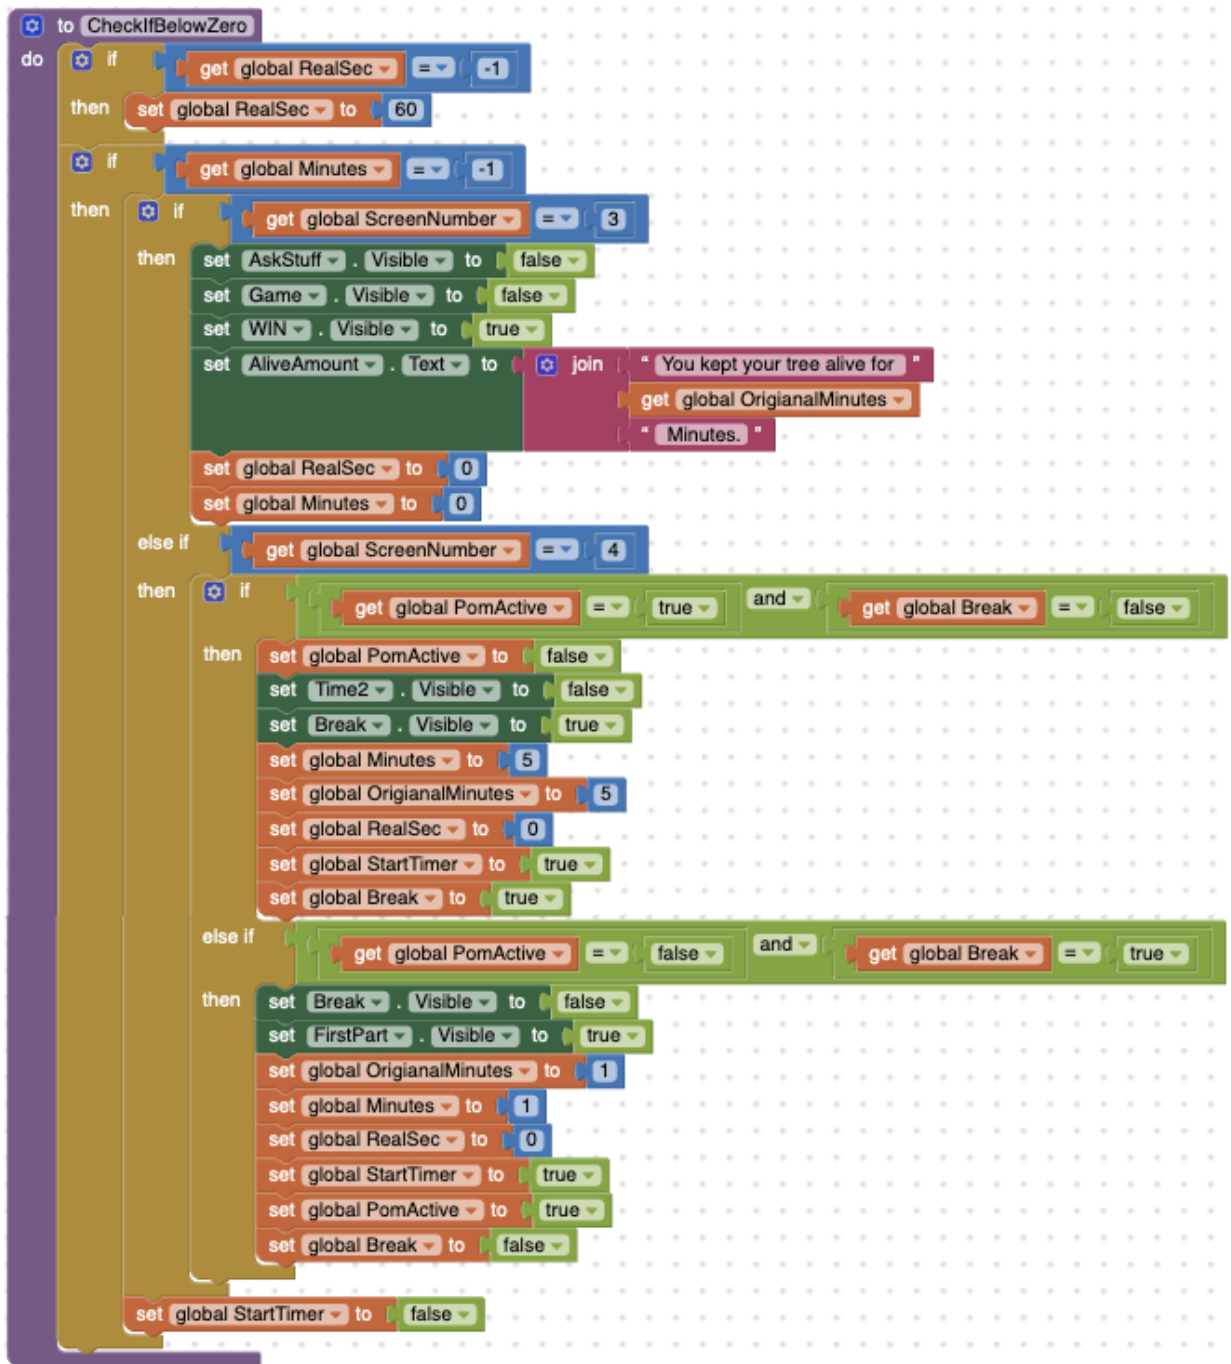 to CheckIfBelowZero
do if get global RealSec = -1
then set global RealSec to 60
if get global Minutes = -1
then if get global ScreenNumber = 3
then set AskStuff . Visible to false
set Game . Visible to false
set WIN . Visible to true
set AliveAmount . Text to join " You kept your tree alive for "
get global OrigianalMinutes
" Minutes. "
set global RealSec to 0
set global Minutes to 0
else if get global ScreenNumber = 4
then if get global PomActive = true and get global Break = false
then set global PomActive to false
set Time2 . Visible to false
set Break . Visible to true
set global Minutes to 5
set global OrigianalMinutes to 5
set global RealSec to 0
set global StartTimer to true
set global Break to true
else if get global PomActive = false and get global Break = true
then set Break . Visible to false
set FirstPart . Visible to true
set global OrigianalMinutes to 1
set global Minutes to 1
set global RealSec to 0
set global StartTimer to true
set global PomActive to true
set global Break to false
set global StartTimer to false